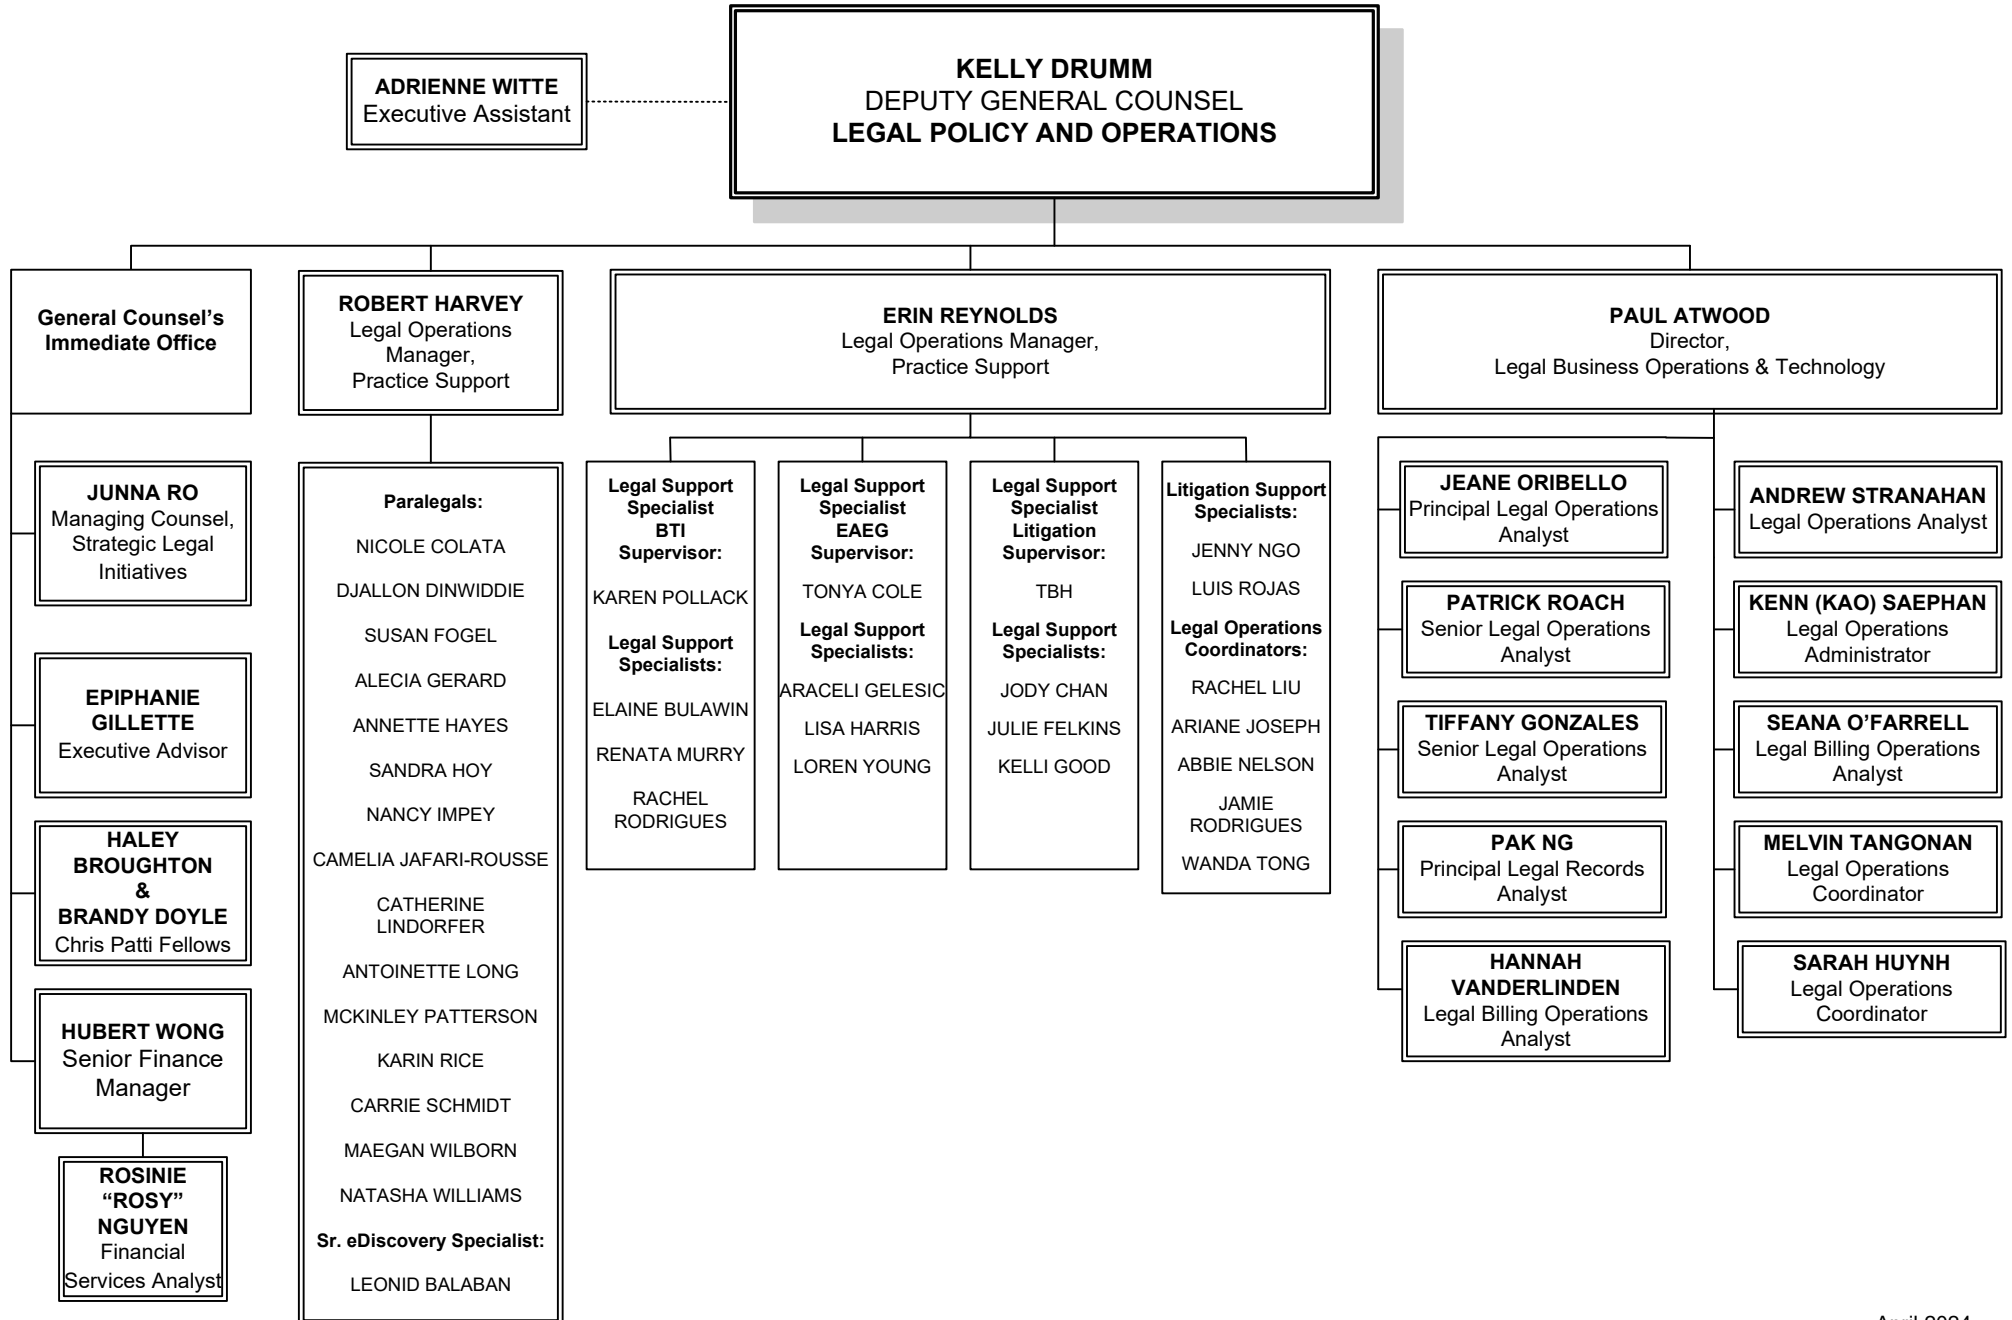 KELLY DRUMM
DEPUTY GENERAL COUNSEL
LEGAL POLICY AND OPERATIONS
ADRIENNE WITTE
Executive Assistant
General Counsel’s
Immediate Office
JUNNA RO
Managing Counsel,
Strategic Legal
Initiatives
EPIPHANIE
GILLETTE
Executive Advisor
HALEY
BROUGHTON
&
BRANDY DOYLE
Chris Patti Fellows
HUBERT WONG
Senior Finance
Manager
ROSINIE
“ROSY”
NGUYEN
Financial
Services Analyst
ROBERT HARVEY
Legal Operations
Manager,
Practice Support
Paralegals:
NICOLE COLATA
DJALLON DINWIDDIE
SUSAN FOGEL
ALECIA GERARD
ANNETTE HAYES
SANDRA HOY
NANCY IMPEY
CAMELIA JAFARI-ROUSSE
CATHERINE
LINDORFER
ANTOINETTE LONG
MCKINLEY PATTERSON
KARIN RICE
CARRIE SCHMIDT
MAEGAN WILBORN
NATASHA WILLIAMS
Sr. eDiscovery Specialist:
LEONID BALABAN
ERIN REYNOLDS
Legal Operations Manager,
Practice Support
Legal Support
Specialist
BTI
Supervisor:
KAREN POLLACK
Legal Support
Specialists:
ELAINE BULAWIN
RENATA MURRY
RACHEL
RODRIGUES
Legal Support
Specialist
EAEG
Supervisor:
TONYA COLE
Legal Support
Specialists:
ARACELI GELESIC
LISA HARRIS
LOREN YOUNG
Legal Support
Specialist
Litigation
Supervisor:
TBH
Legal Support
Specialists:
JODY CHAN
JULIE FELKINS
KELLI GOOD
Litigation Support
Specialists:
JENNY NGO
LUIS ROJAS
Legal Operations
Coordinators:
RACHEL LIU
ARIANE JOSEPH
ABBIE NELSON
JAMIE
RODRIGUES
WANDA TONG
PAUL ATWOOD
Director,
Legal Business Operations & Technology
JEANE ORIBELLO
Principal Legal Operations
Analyst
PATRICK ROACH
Senior Legal Operations
Analyst
TIFFANY GONZALES
Senior Legal Operations
Analyst
PAK NG
Principal Legal Records
Analyst
HANNAH
VANDERLINDEN
Legal Billing Operations
Analyst
ANDREW STRANAHAN
Legal Operations Analyst
KENN (KAO) SAEPHAN
Legal Operations
Administrator
SEANA O’FARRELL
Legal Billing Operations
Analyst
MELVIN TANGONAN
Legal Operations
Coordinator
SARAH HUYNH
Legal Operations
Coordinator
April 2024